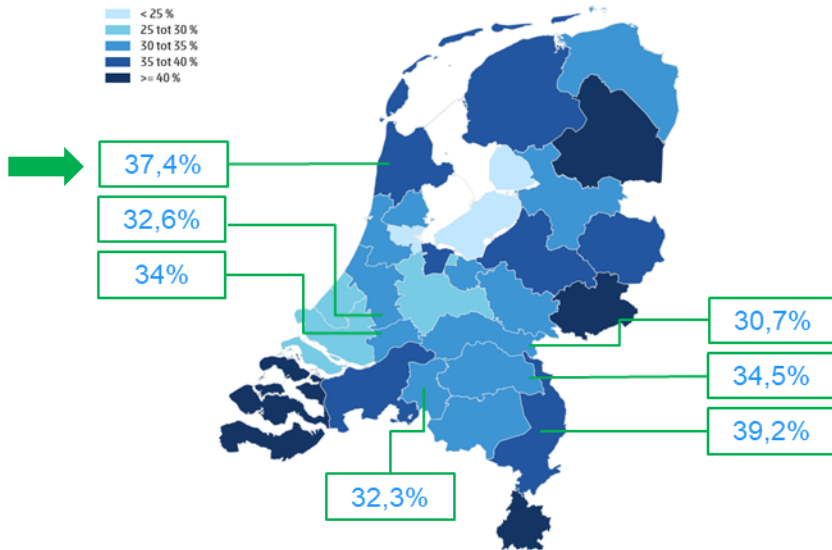 < 25 %
25 tot 30 %
30 tot 35 %
35 tot 40 %
>= 40 %
37,4%
32,6%
34%
30,7%
34,5%
39,2%
32,3%